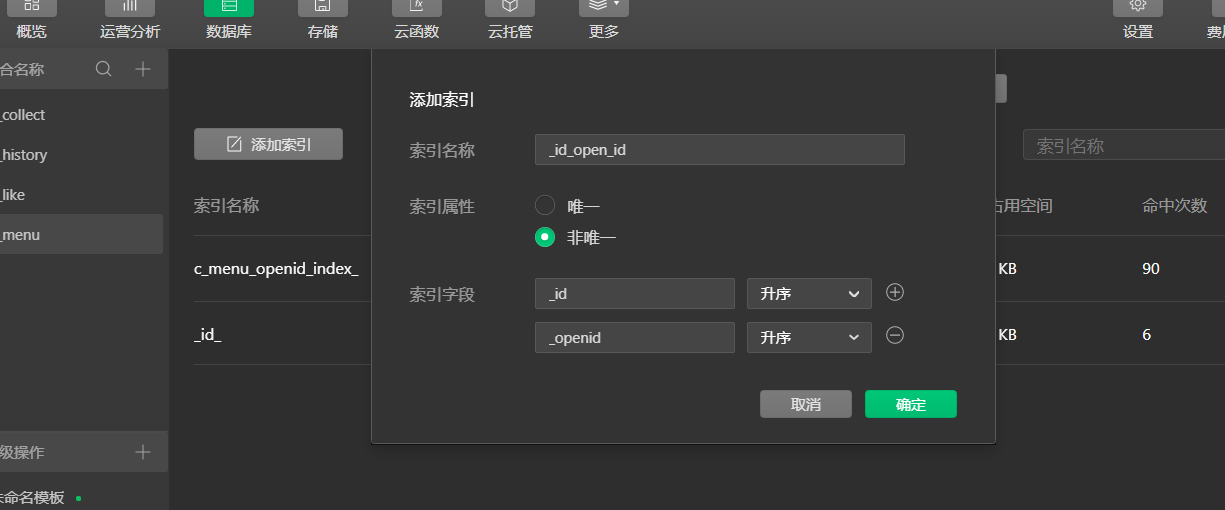 概览 运营分析 数据库 存储 云函数 云托管 更多 设置
合名称
_collect
_history
_like
_menu
级操作
未命名模板
添加索引
索引名称
索引名称
c_menu_openid_index_
_id_
添加索引
索引名称 _id_open_id
索引属性 唯一
非唯一
索引字段 _id 升序
_openid 升序
取消 确定
索引名称
占用空间 命中次数
KB 90
KB 6